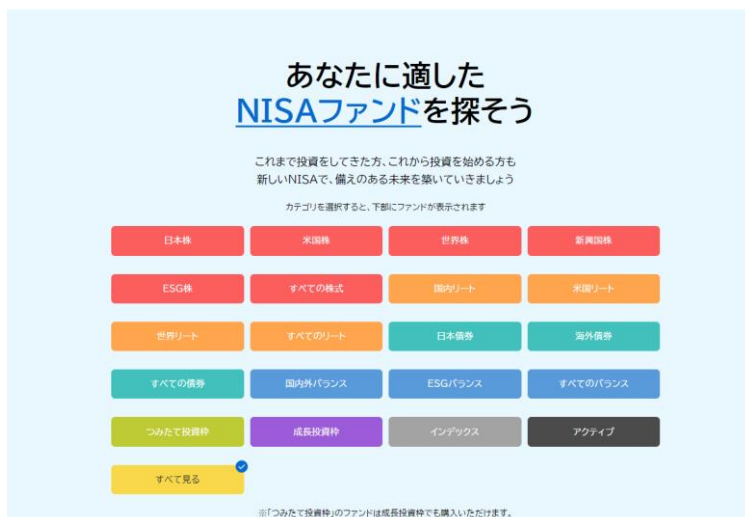 あなたに適した
NISAファンドを探そう
これまで投資をしてきた方、これから投資を始める方も
新しいNISAで、備えのある未来を築いていきましょう
カテゴリを選択すると、下部にファンドが表示されます
日本株 米国株 世界株 新興国株
ESG株 すべての株式 国内リート 米国リート
世界リート すべてのリート 日本債券 海外債券
すべての債券 国内外バランス ESGバランス すべてのバランス
つみたて投資枠 成長投資枠 インデックス アクティブ
すべて見る
※「つみたて投資枠」のファンドは成長投資枠でも購入いただけます。